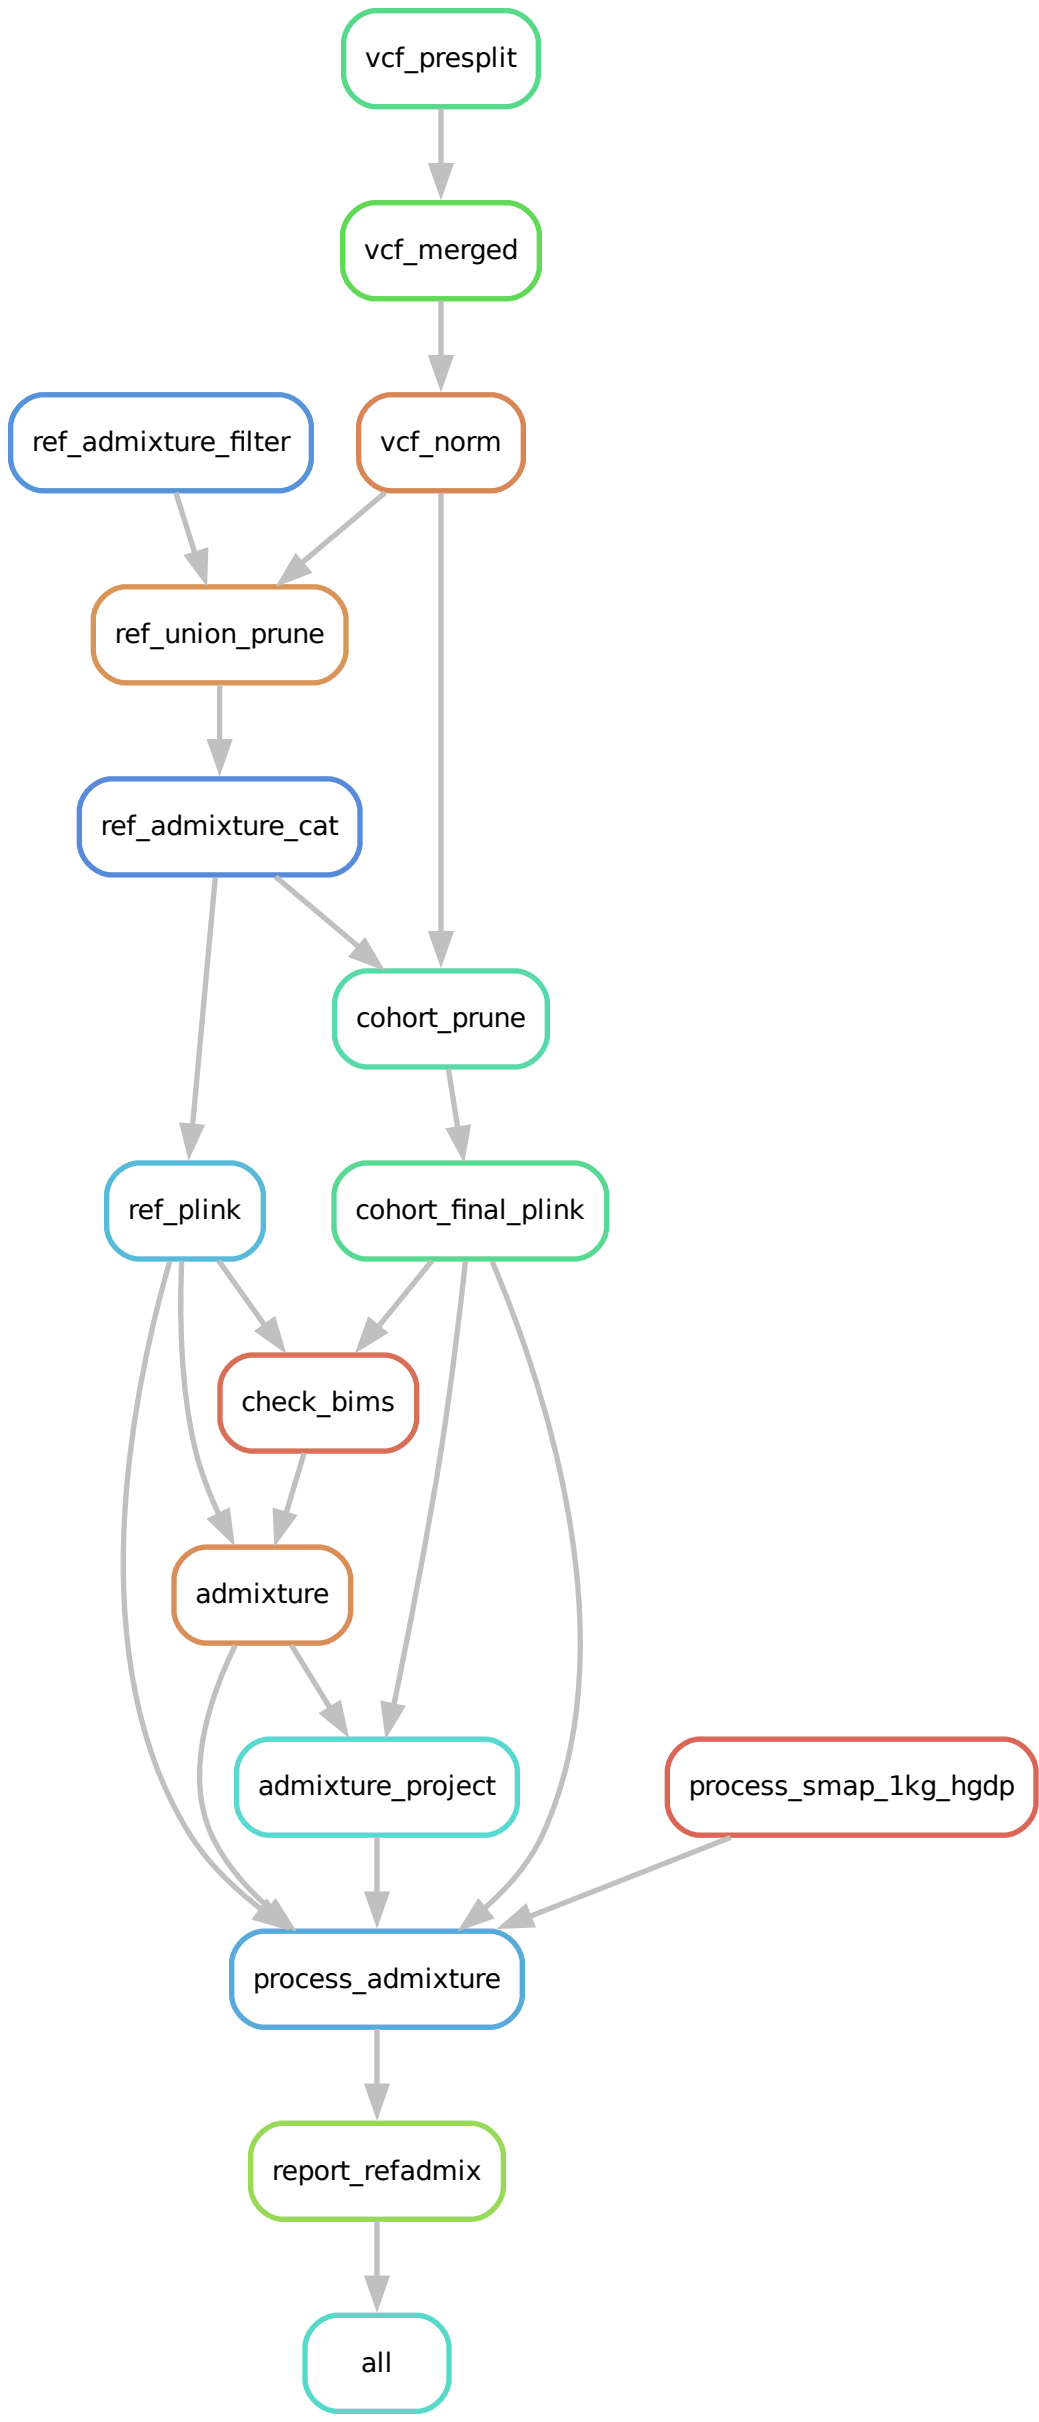 vcf_presplit
vcf_merged
ref_admixture_filter
vcf_norm
ref_union_prune
ref_admixture_cat
cohort_prune
ref_plink
cohort_final_plink
check_bims
admixture
admixture_project
process_smap_1kg_hgdp
process_admixture
report_refadmix
all